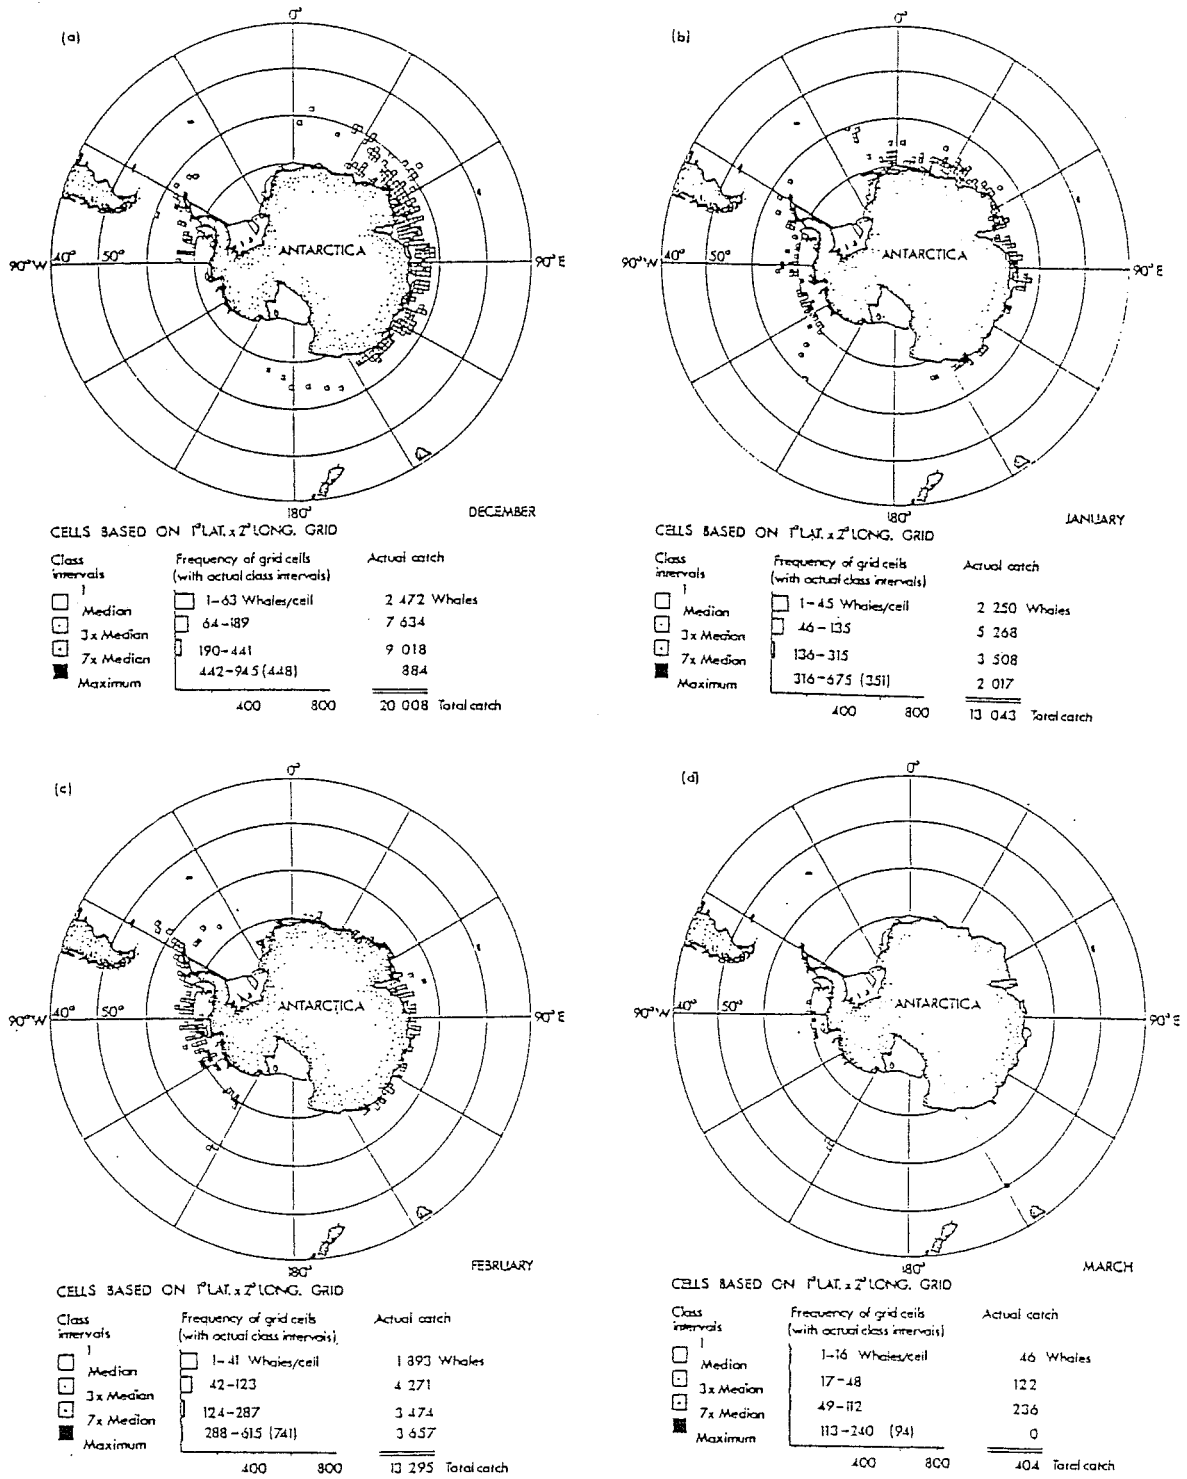 (a)
0°
40°
50°
90° W
ANTARCTICA
90° E
180°
DECEMBER
CELLS BASED ON 1° LAT. x 2° LONG. GRID
Class intervals
Frequency of grid cells (with actual class intervals)
Actual catch
1
Median
3x Median
7x Median
Maximum
1-63 Whales/cell 2 472 Whales
64-189 7 634
190-441 9 018
442-945 (448) 884
400 800 20 008 Total catch
(b)
0°
40°
50°
90° W
ANTARCTICA
90° E
180°
JANUARY
CELLS BASED ON 1° LAT. x 2° LONG. GRID
Class intervals
Frequency of grid cells (with actual class intervals)
Actual catch
1
Median
3x Median
7x Median
Maximum
1-45 Whales/cell 2 250 Whales
46-135 5 268
136-315 3 508
316-675 (351) 2 017
400 800 13 043 Total catch
(c)
0°
40°
50°
90° W
ANTARCTICA
90° E
180°
FEBRUARY
CELLS BASED ON 1° LAT. x 2° LONG. GRID
Class intervals
Frequency of grid cells (with actual class intervals)
Actual catch
1
Median
3x Median
7x Median
Maximum
1-41 Whales/cell 1 893 Whales
42-123 4 271
124-287 3 474
288-615 (741) 3 657
400 800 13 295 Total catch
(d)
0°
40°
50°
90° W
ANTARCTICA
90° E
180°
MARCH
CELLS BASED ON 1° LAT. x 2° LONG. GRID
Class intervals
Frequency of grid cells (with actual class intervals)
Actual catch
1
Median
3x Median
7x Median
Maximum
1-16 Whales/cell 46 Whales
17-48 122
49-112 236
113-240 (94) 0
400 800 404 Total catch